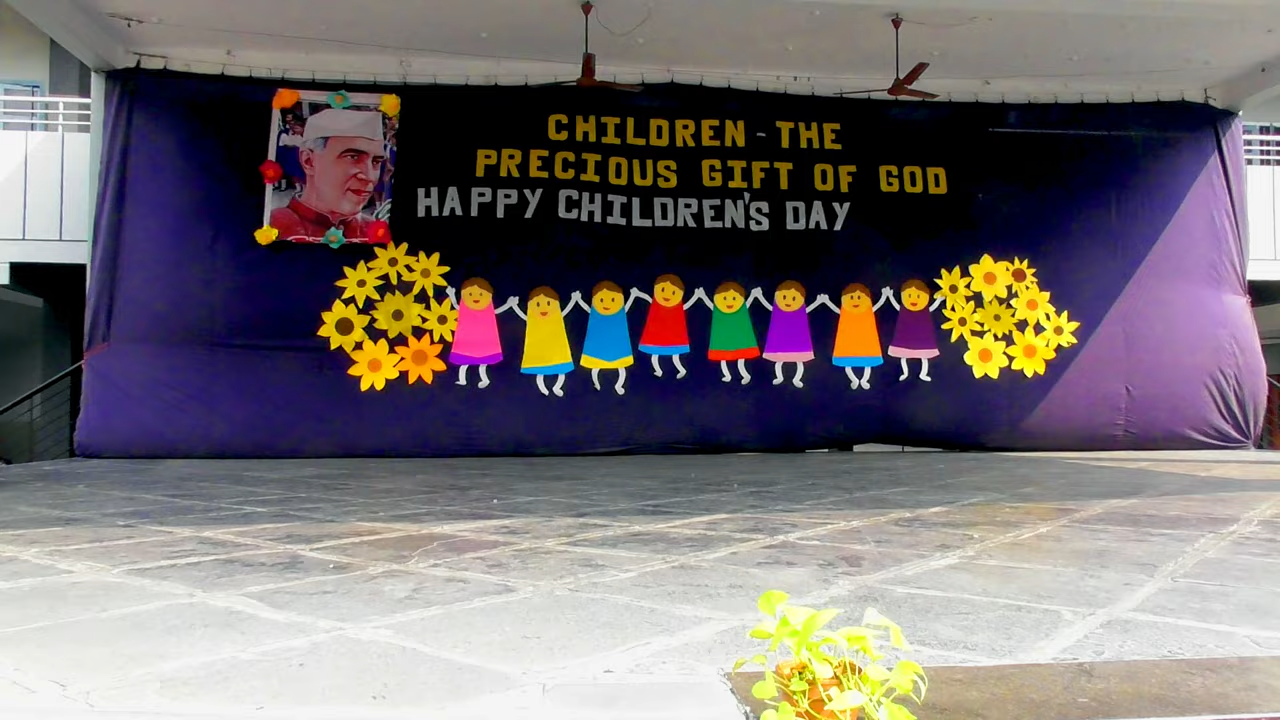 CHILDREN - THE
PRECIOUS GIFT OF GOD
HAPPY CHILDREN'S DAY